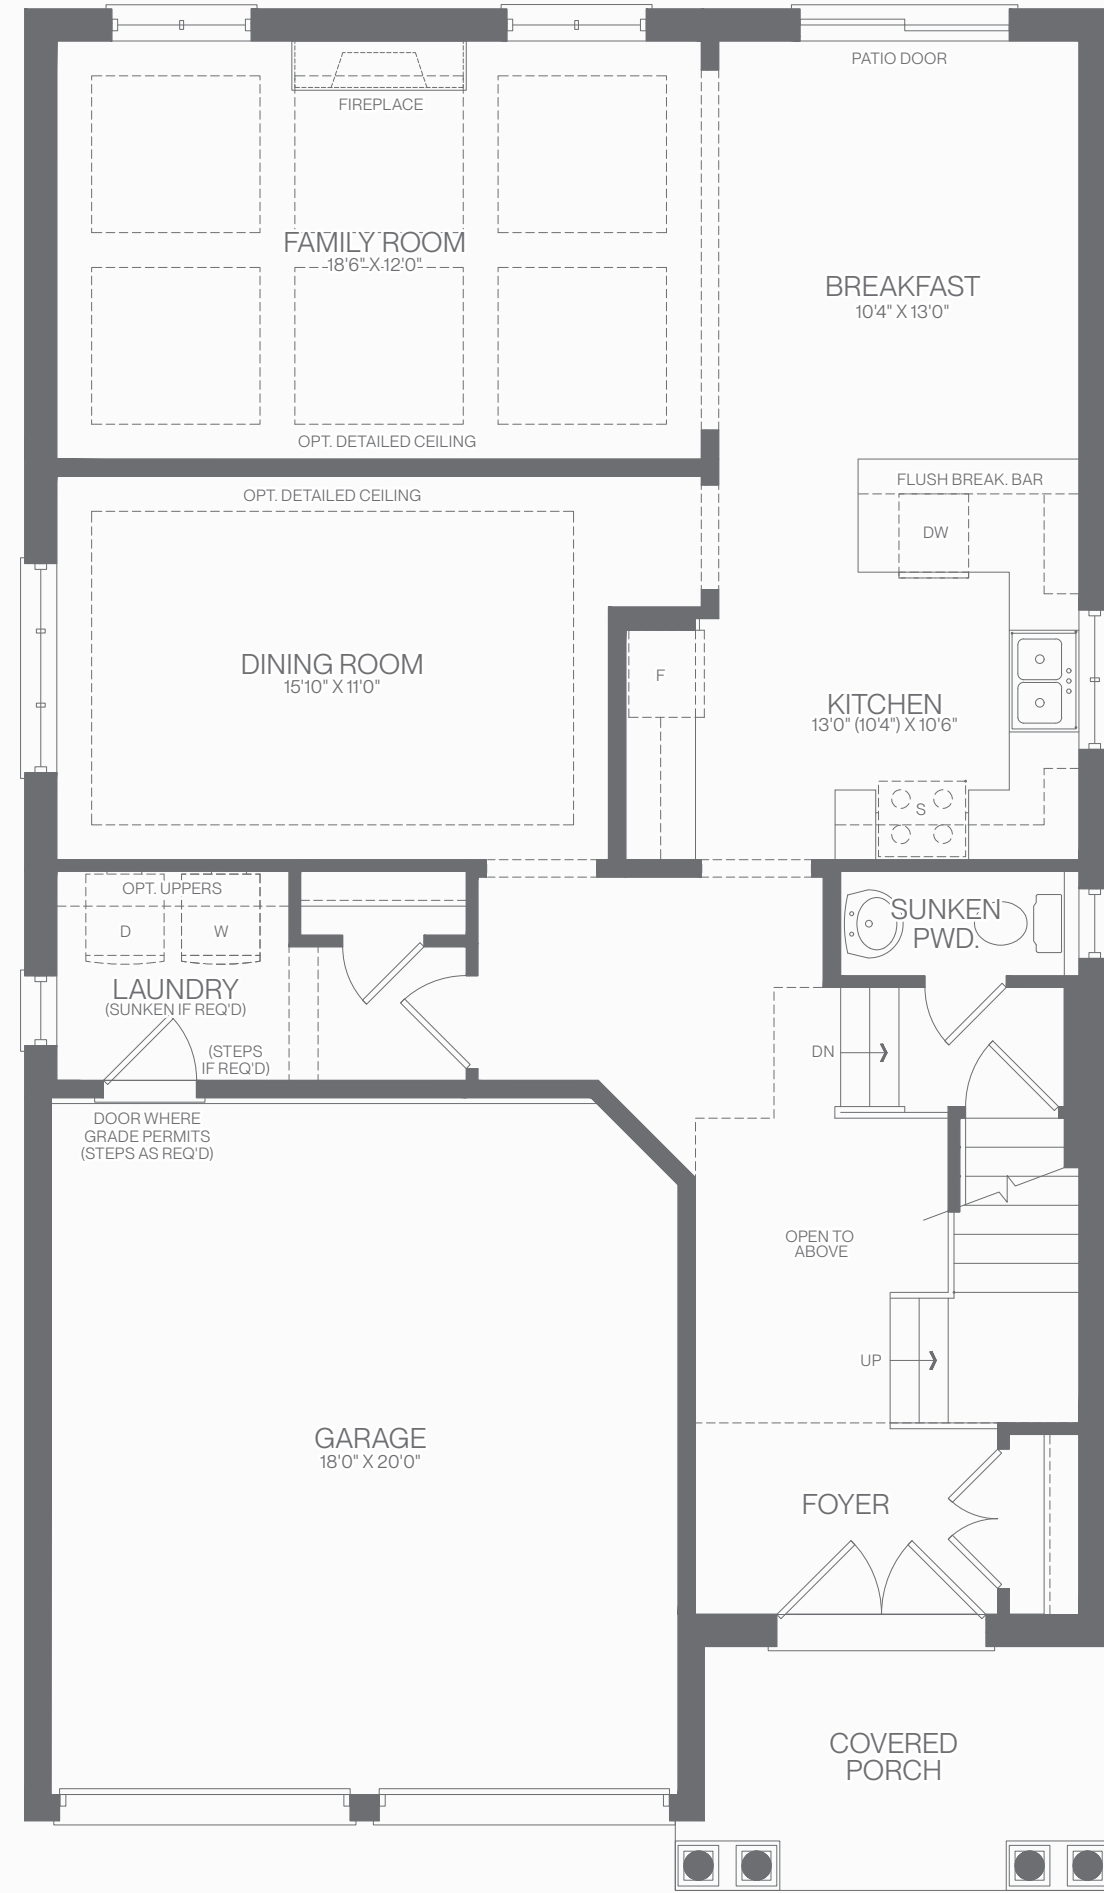 PATIO DOOR
FIREPLACE
FAMILY ROOM
18'6" X 12'0"
BREAKFAST
10'4" X 13'0"
OPT. DETAILED CEILING
FLUSH BREAK. BAR
OPT. DETAILED CEILING
DW
DINING ROOM
15'10" X 11'0"
F
KITCHEN
13'0" (10'4") X 10'6"
S
OPT. UPPERS
D
W
SUNKEN
PWD.
LAUNDRY
(SUNKEN IF REQ'D)
(STEPS
IF REQ'D)
DN
DOOR WHERE
GRADE PERMITS
(STEPS AS REQ'D)
OPEN TO
ABOVE
UP
GARAGE
18'0" X 20'0"
FOYER
COVERED
PORCH